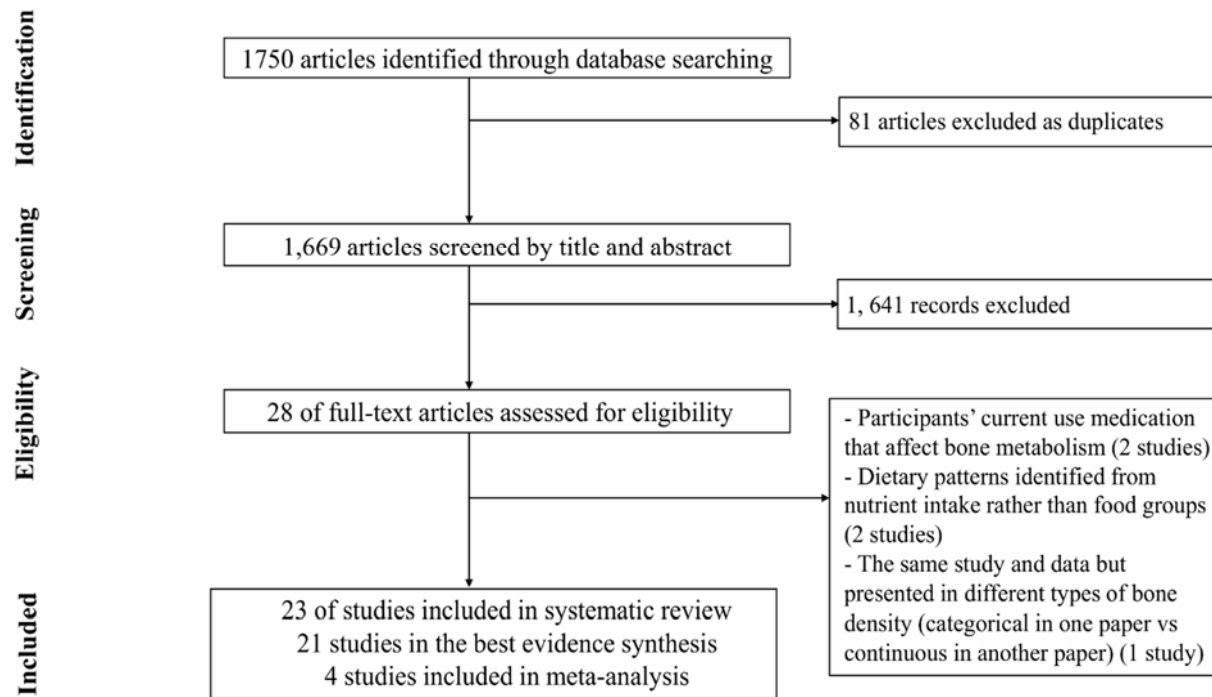 Identification
1750 articles identified through database searching
81 articles excluded as duplicates
Screening
1,669 articles screened by title and abstract
1, 641 records excluded
Eligibility
28 of full-text articles assessed for eligibility
- Participants’ current use medication
that affect bone metabolism (2 studies)
- Dietary patterns identified from
nutrient intake rather than food groups
(2 studies)
- The same study and data but
presented in different types of bone
density (categorical in one paper vs
continuous in another paper) (1 study)
Included
23 of studies included in systematic review
21 studies in the best evidence synthesis
4 studies included in meta-analysis